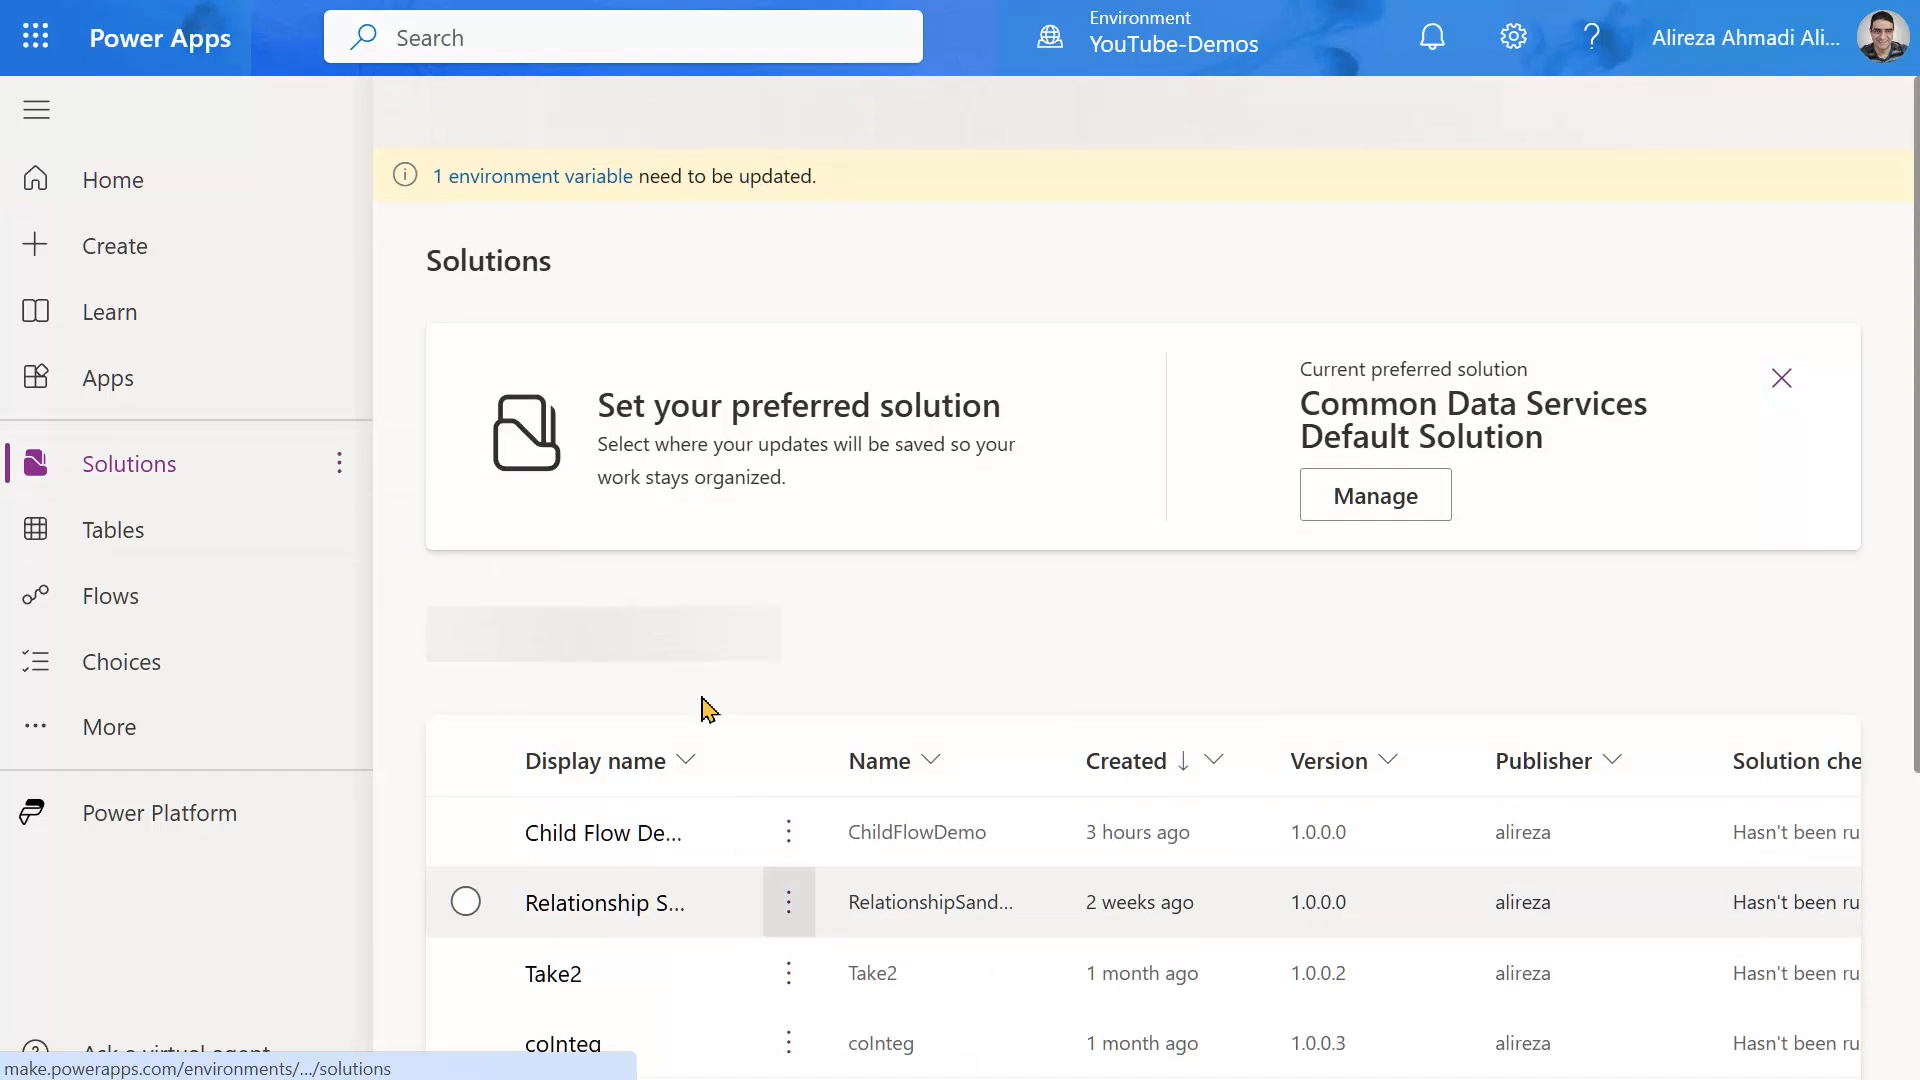 Power Apps
Search
Environment
YouTube-Demos
Alireza Ahmadi Ali...
Home
Create
Learn
Apps
Solutions
Tables
Flows
Choices
More
Power Platform
Ask a virtual agent
make.powerapps.com/environments/.../solutions
1 environment variable need to be updated.
Solutions
Set your preferred solution
Select where your updates will be saved so your
work stays organized.
Current preferred solution
Common Data Services
Default Solution
Manage
Display name Name Created Version Publisher Solution che
Child Flow De... ChildFlowDemo 3 hours ago 1.0.0.0 alireza Hasn't been ru
Relationship S... RelationshipSand... 2 weeks ago 1.0.0.0 alireza Hasn't been ru
Take2 Take2 1 month ago 1.0.0.2 alireza Hasn't been ru
coInteg coInteg 1 month ago 1.0.0.3 alireza Hasn't been ru